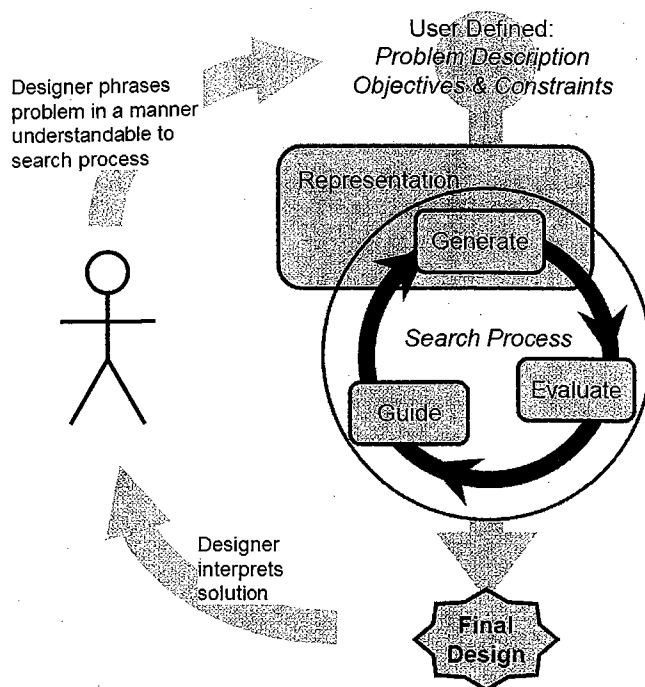 User Defined:
Problem Description
Objectives & Constraints
Designer phrases
problem in a manner
understandable to
search process
Representation
Generate
Search Process
Evaluate
Guide
Designer
interprets
solution
Final
Design